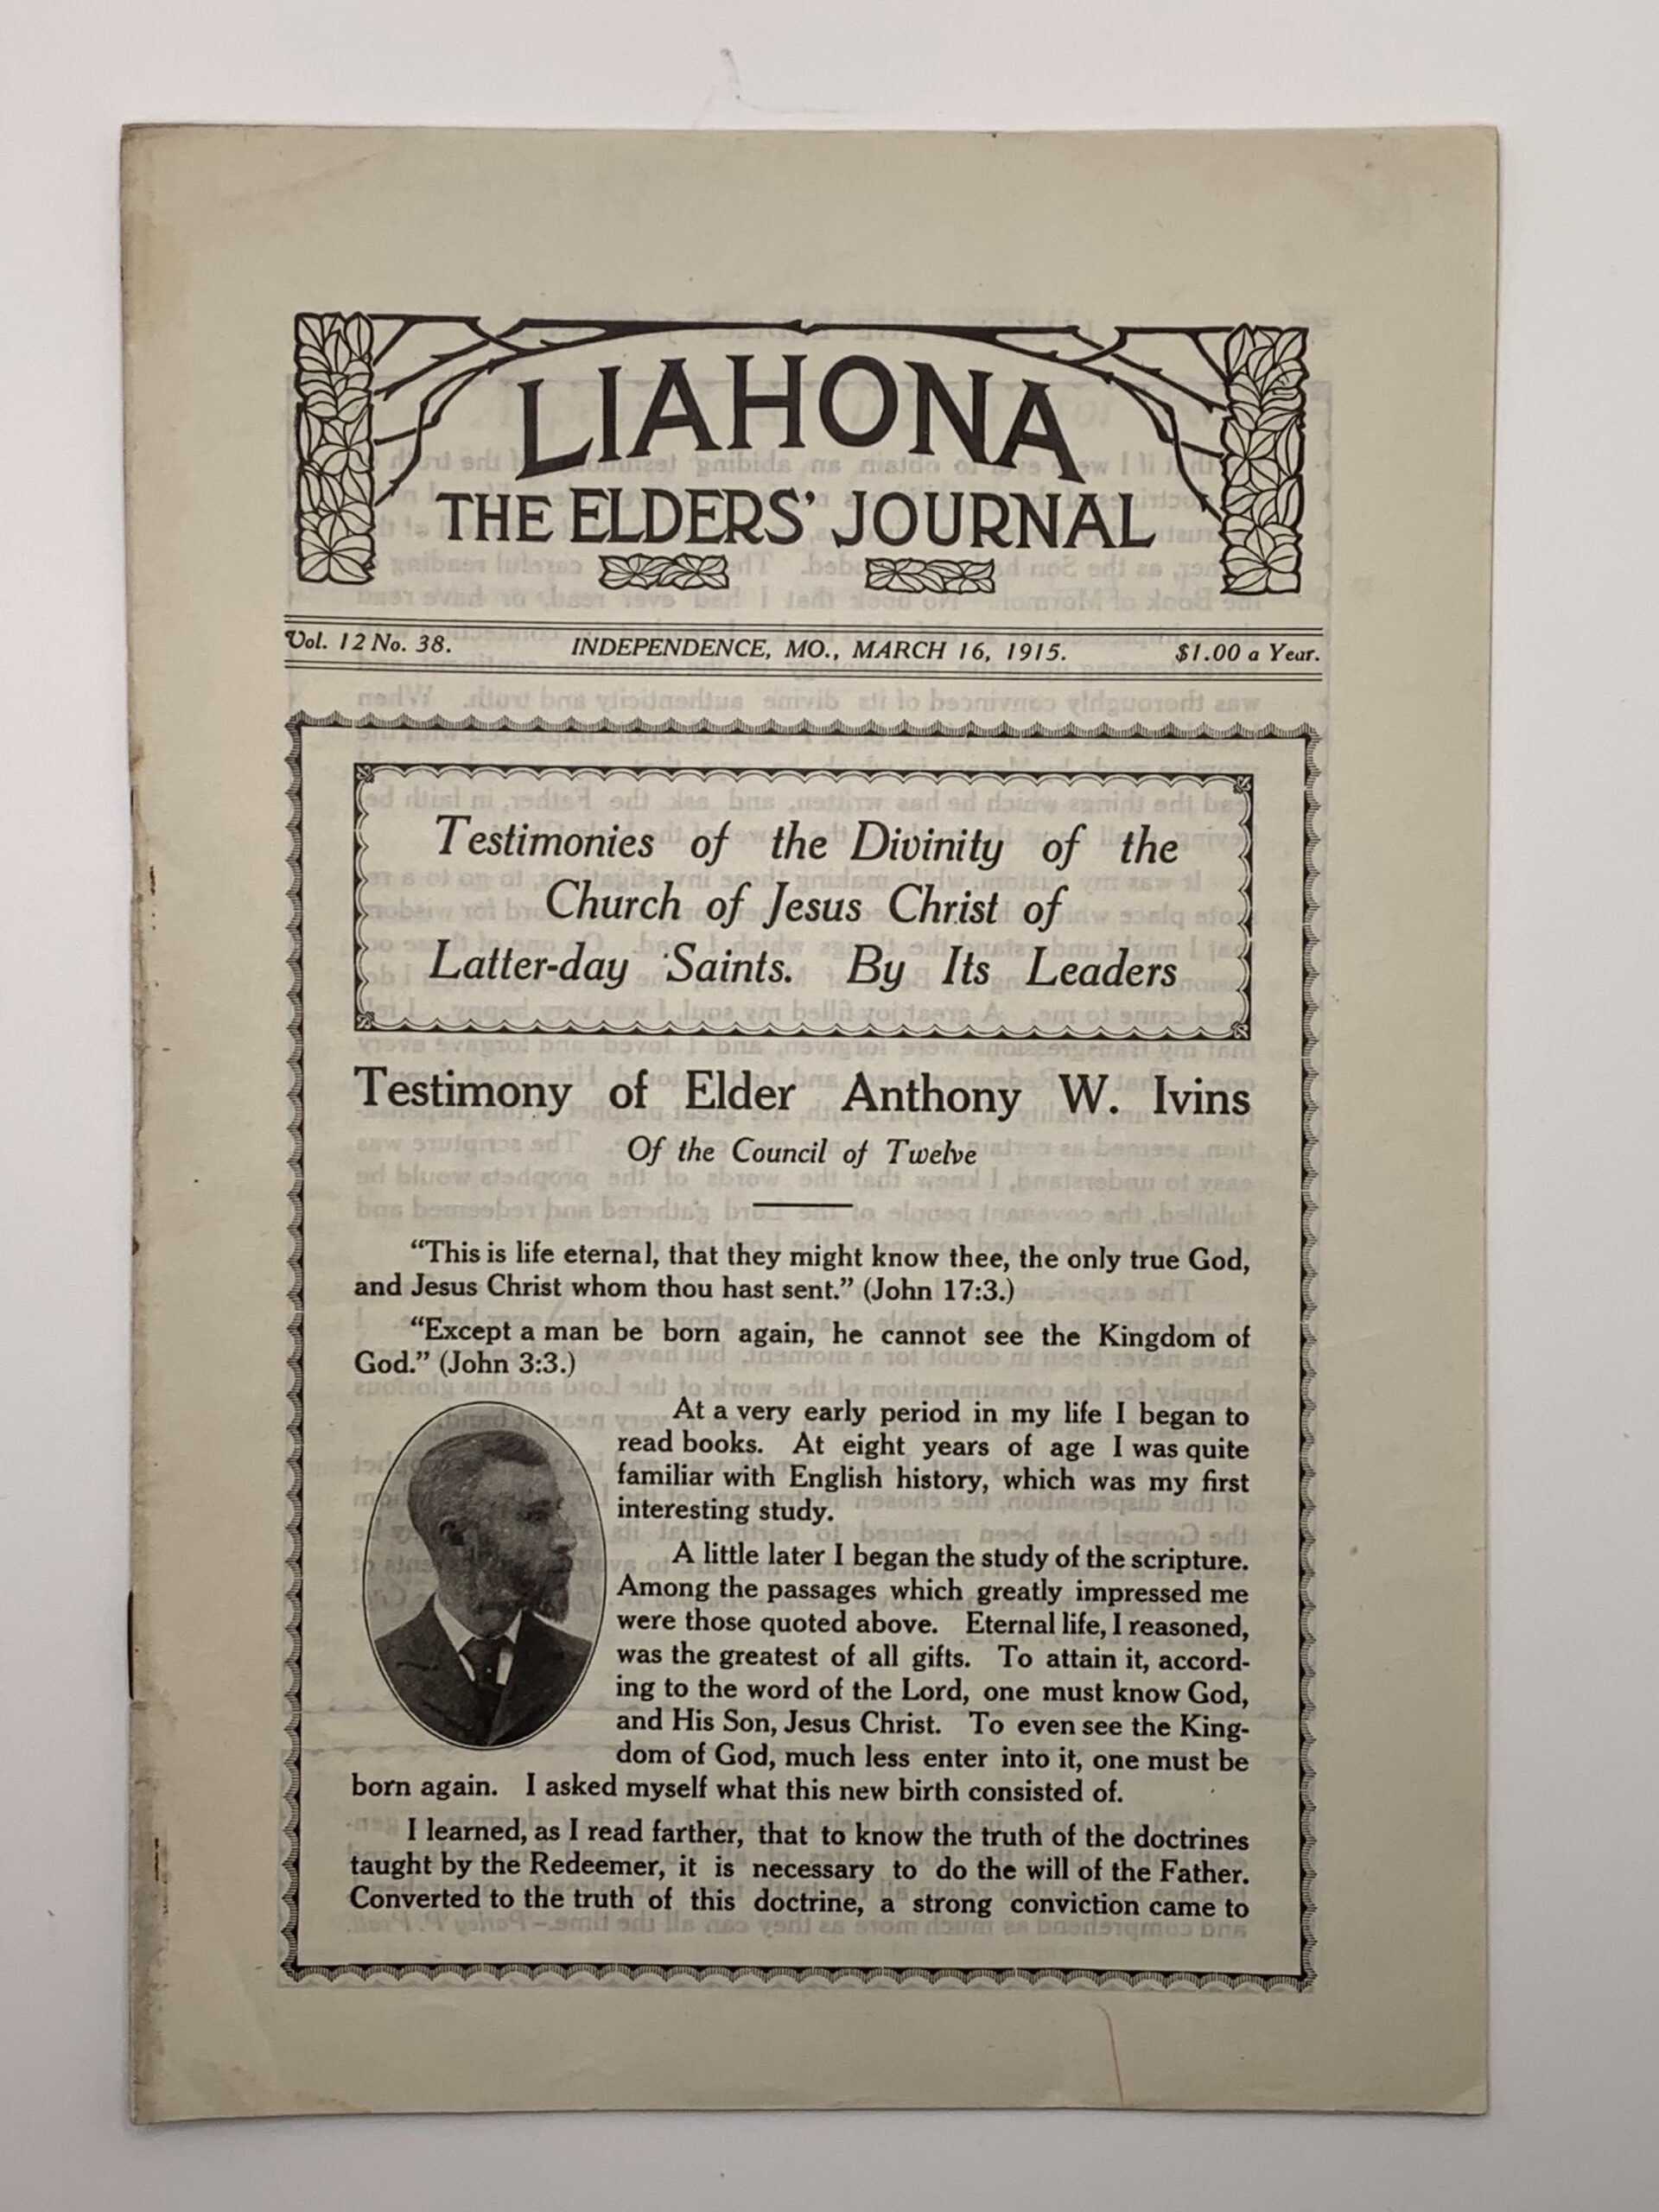 LIAHONA
THE ELDERS' JOURNAL
Vol. 12 No. 38. INDEPENDENCE, MO., MARCH 16, 1915. $1.00 a Year.
Testimonies of the Divinity of the
Church of Jesus Christ of
Latter-day Saints. By Its Leaders
Testimony of Elder Anthony W. Ivins
Of the Council of Twelve
“This is life eternal, that they might know thee, the only true God,
and Jesus Christ whom thou hast sent.” (John 17:3.)
“Except a man be born again, he cannot see the Kingdom of
God.” (John 3:3.)
At a very early period in my life I began to
read books. At eight years of age I was quite
familiar with English history, which was my first
interesting study.
A little later I began the study of the scripture.
Among the passages which greatly impressed me
were those quoted above. Eternal life, I reasoned,
was the greatest of all gifts. To attain it, accord-
ing to the word of the Lord, one must know God,
and His Son, Jesus Christ. To even see the King-
dom of God, much less enter into it, one must be
born again. I asked myself what this new birth consisted of.
I learned, as I read farther, that to know the truth of the doctrines
taught by the Redeemer, it is necessary to do the will of the Father.
Converted to the truth of this doctrine, a strong conviction came to